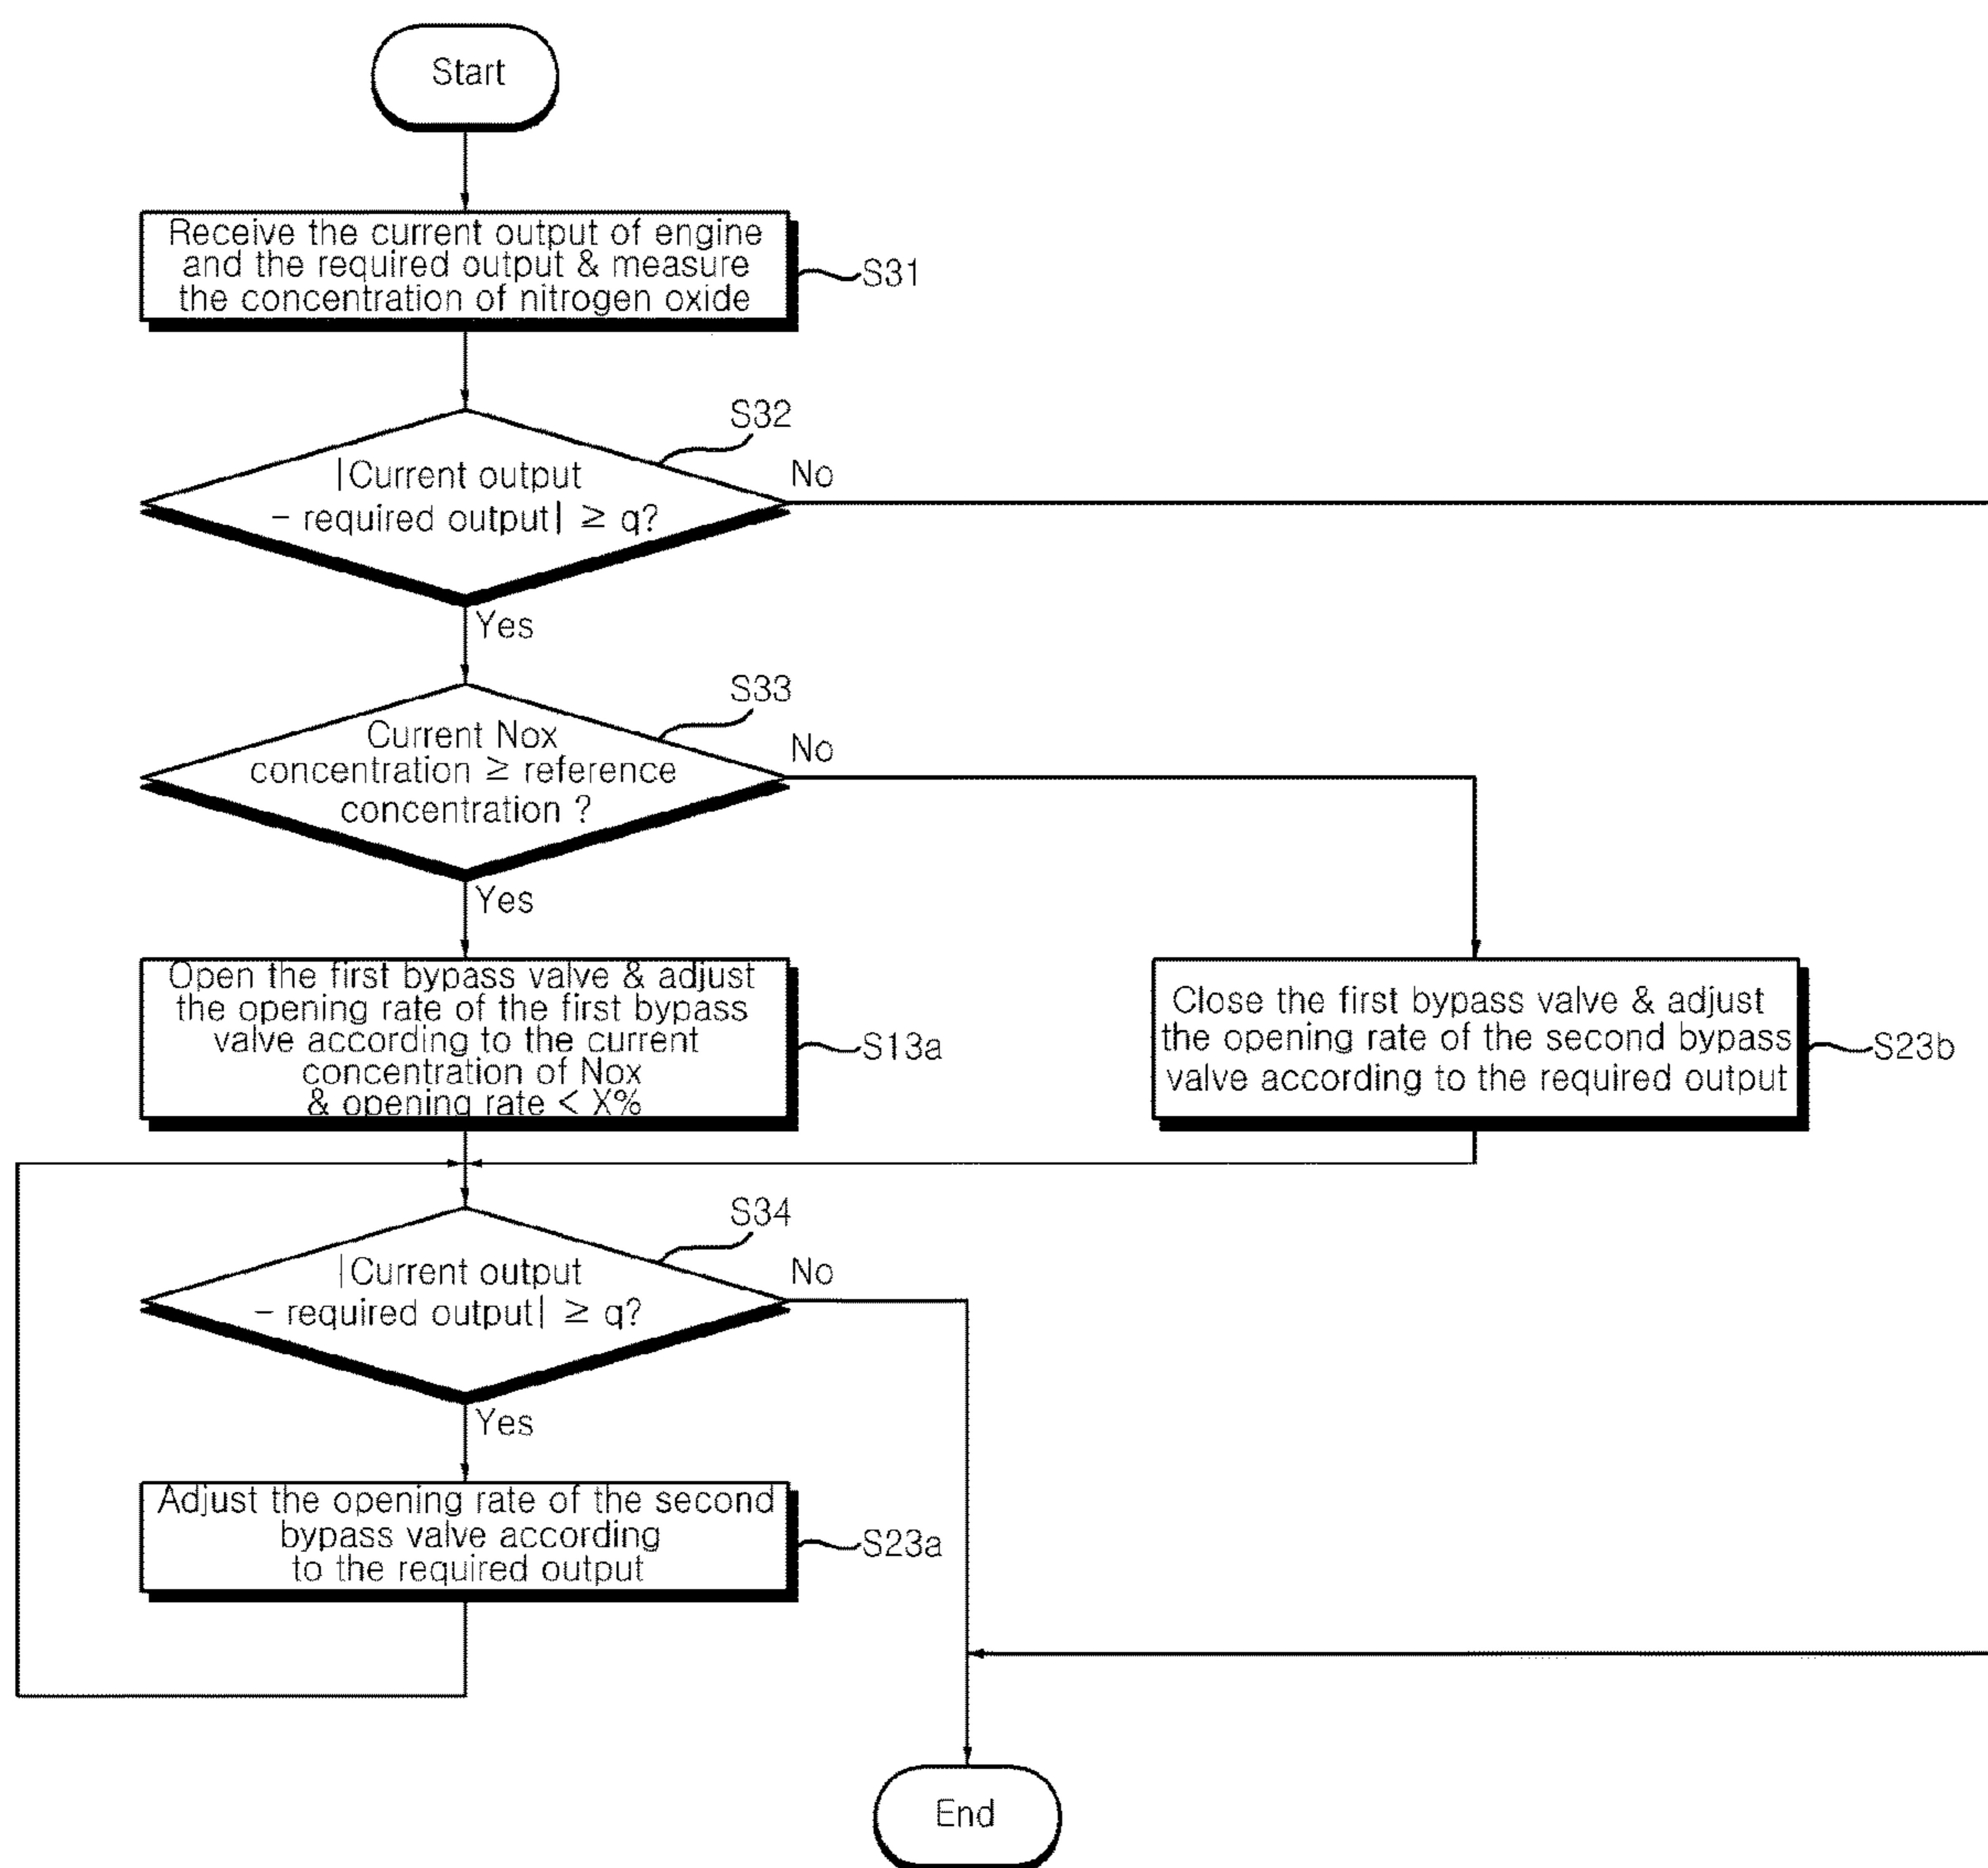 Start
Receive the current output of engine
and the required output & measure
the concentration of nitrogen oxide
S31
S32
|Current output
- required output| ≥ q?
No
Yes
S33
Current Nox
concentration ≥ reference
concentration ?
No
Yes
Open the first bypass valve & adjust
the opening rate of the first bypass
valve according to the current
concentration of Nox
& opening rate < X%
S13a
Close the first bypass valve & adjust
the opening rate of the second bypass
valve according to the required output
S23b
S34
|Current output
- required output| ≥ q?
No
Yes
Adjust the opening rate of the second
bypass valve according
to the required output
S23a
End